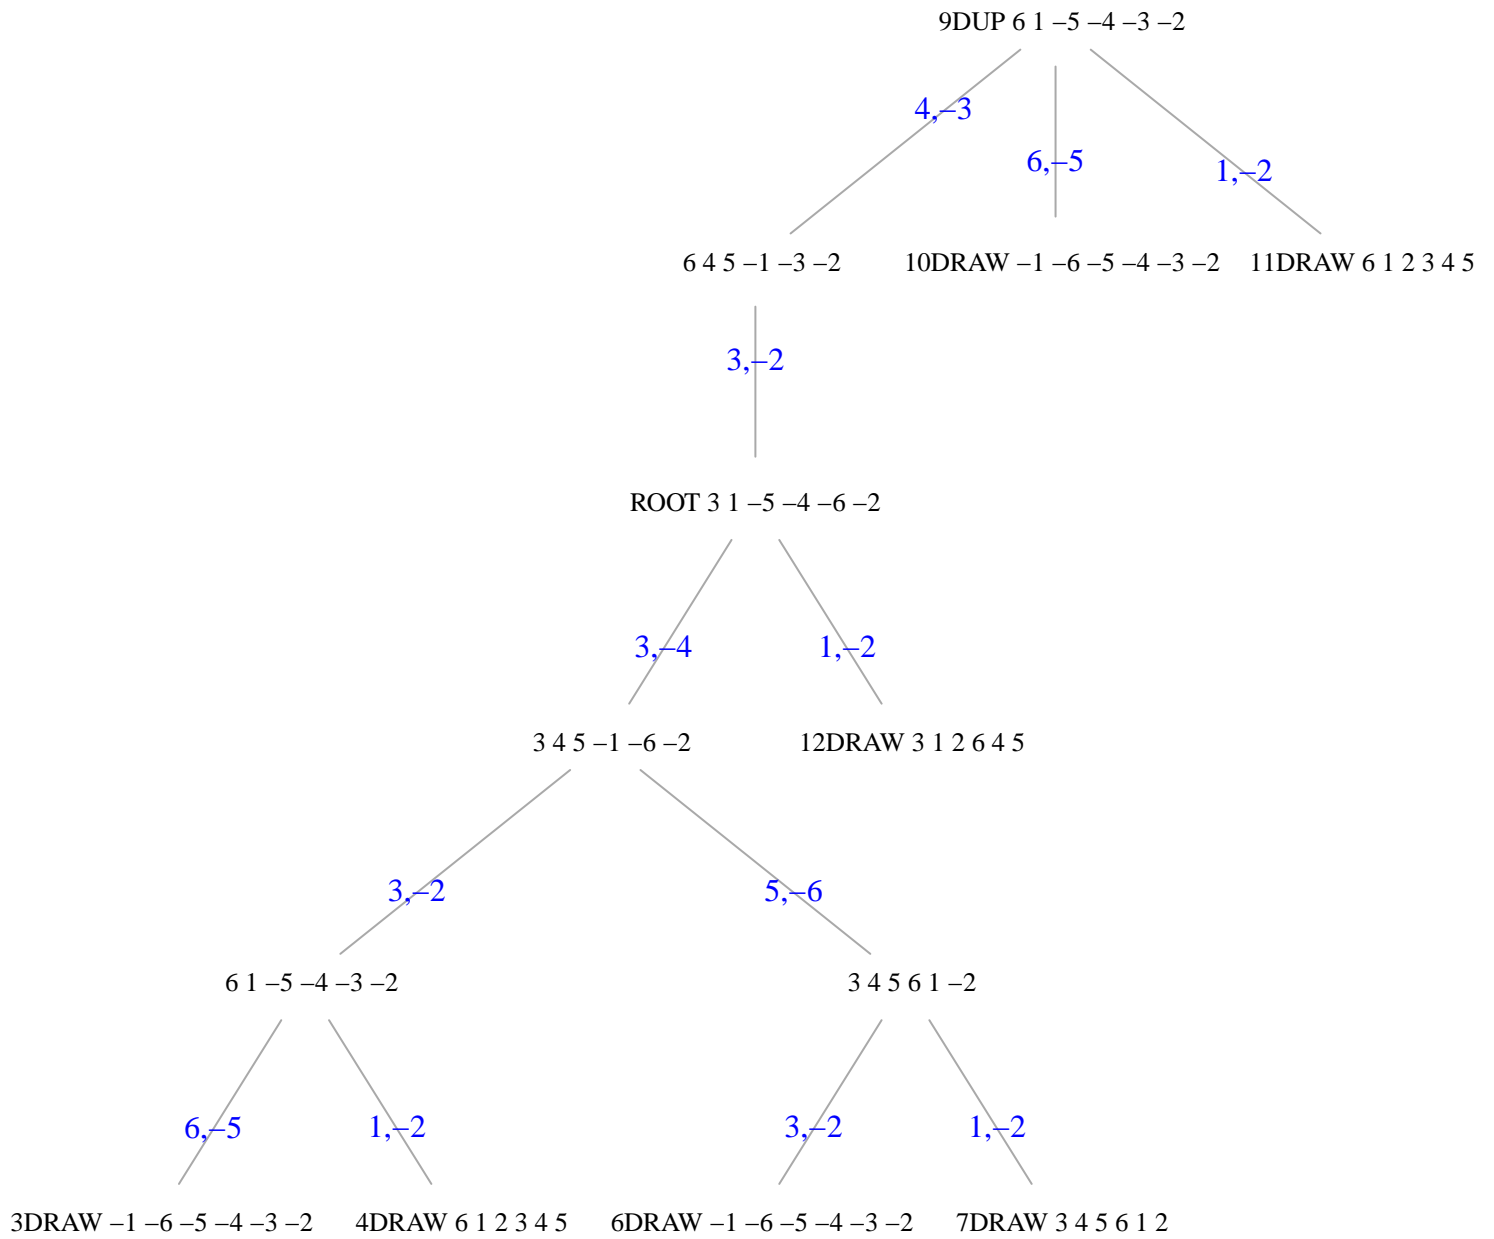 9DUP 6 1 –5 –4 –3 –2
4,–3
6,–5
1,–2
6 4 5 –1 –3 –2
10DRAW –1 –6 –5 –4 –3 –2
11DRAW 6 1 2 3 4 5
3,–2
ROOT 3 1 –5 –4 –6 –2
3,–4
1,–2
3 4 5 –1 –6 –2
12DRAW 3 1 2 6 4 5
3,–2
5,–6
6 1 –5 –4 –3 –2
3 4 5 6 1 –2
6,–5
1,–2
3,–2
1,–2
3DRAW –1 –6 –5 –4 –3 –2
4DRAW 6 1 2 3 4 5
6DRAW –1 –6 –5 –4 –3 –2
7DRAW 3 4 5 6 1 2